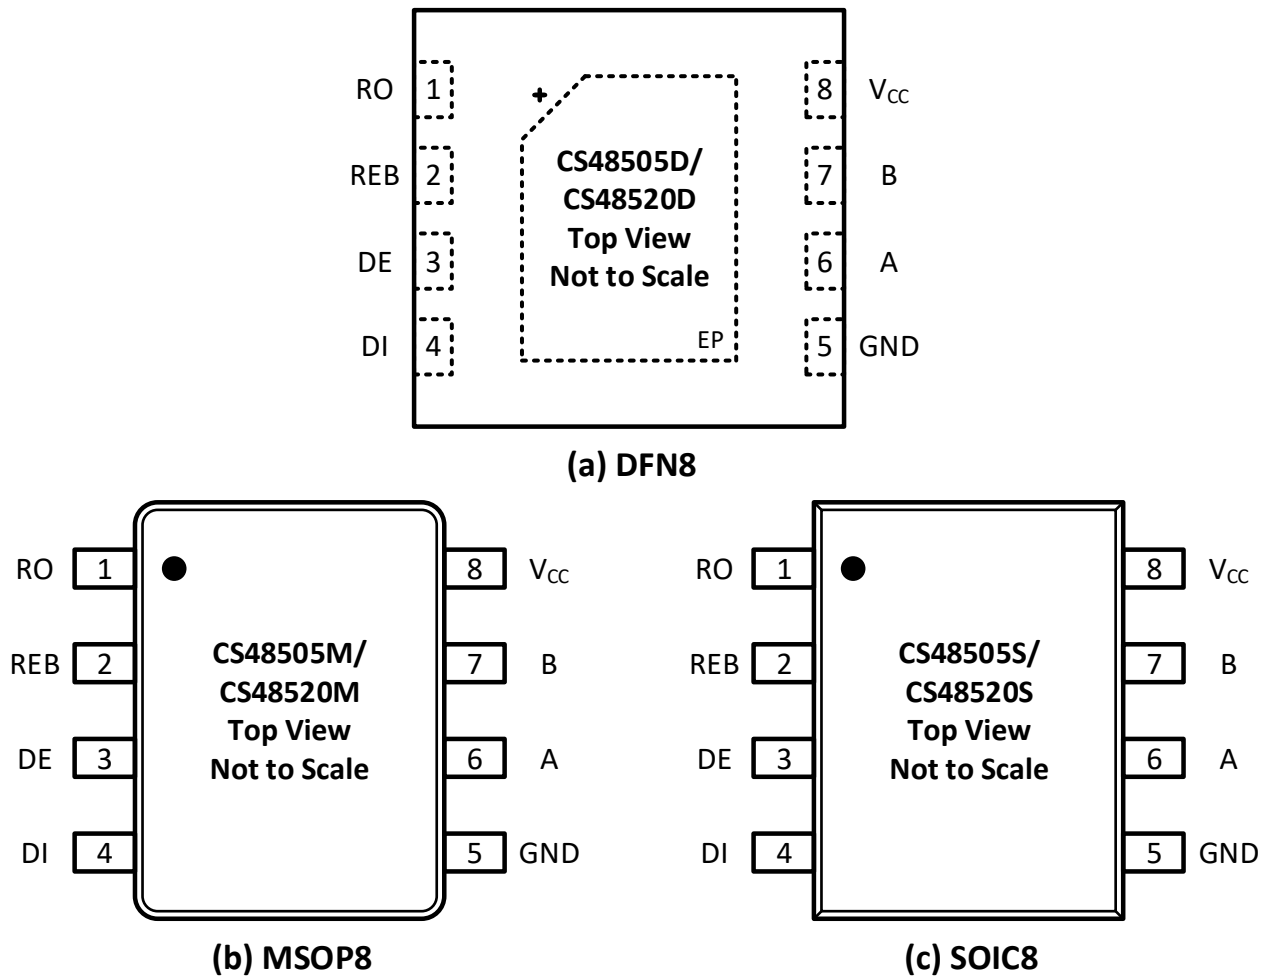 RO 1 + 8 VCC
REB 2 7 B
DE 3 6 A
DI 4 5 GND
CS48505D/
CS48520D
Top View
Not to Scale
EP
(a) DFN8
RO 1 8 VCC
REB 2 7 B
DE 3 6 A
DI 4 5 GND
CS48505M/
CS48520M
Top View
Not to Scale
(b) MSOP8
RO 1 8 VCC
REB 2 7 B
DE 3 6 A
DI 4 5 GND
CS48505S/
CS48520S
Top View
Not to Scale
(c) SOIC8